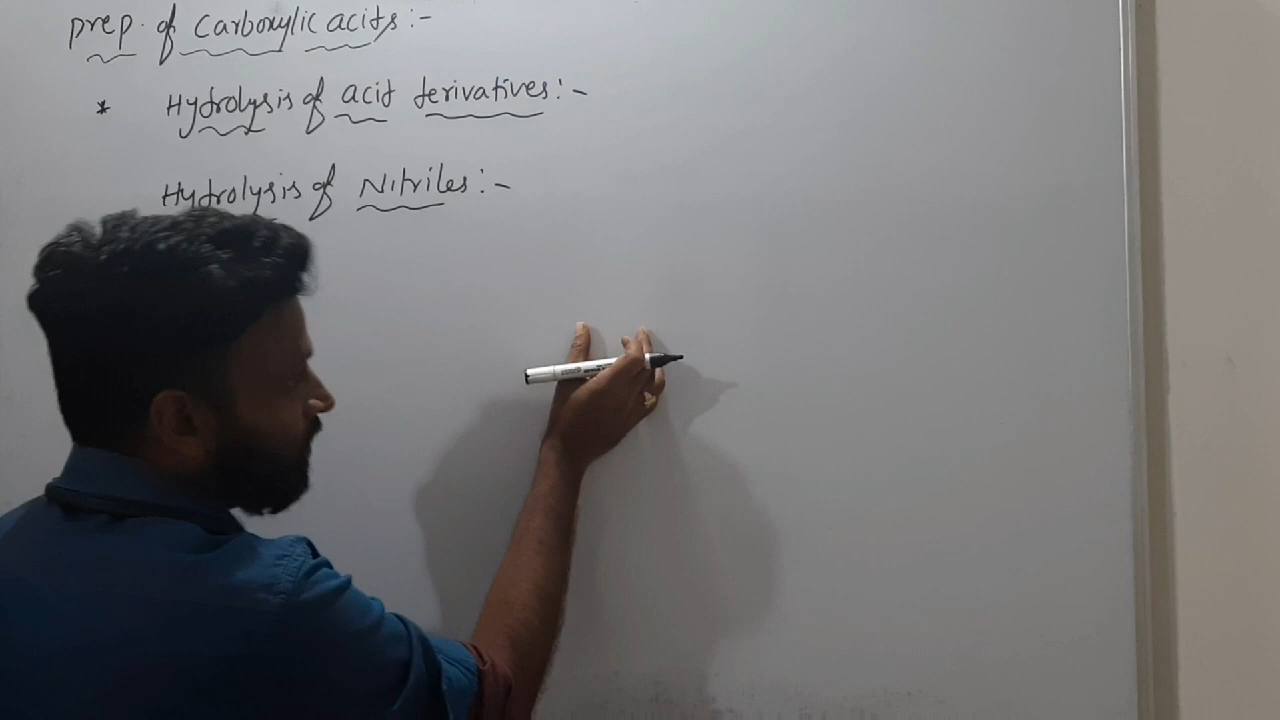 prep. of Carboxylic acids:-
* Hydrolysis of acid derivatives:-
Hydrolysis of Nitriles:-